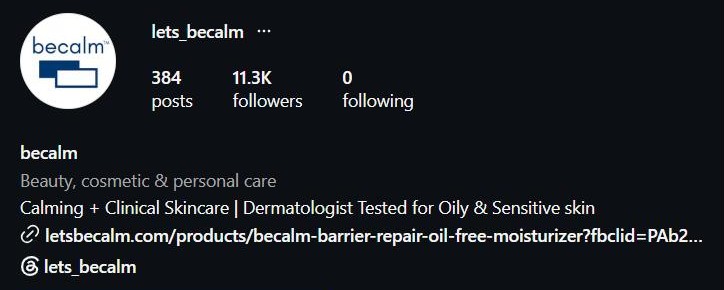 becalm™
lets_becalm ...
384 11.3K 0
posts followers following
becalm
Beauty, cosmetic & personal care
Calming + Clinical Skincare | Dermatologist Tested for Oily & Sensitive skin
letsbecalm.com/products/becalm-barrier-repair-oil-free-moisturizer?fbclid=PAb2...
lets_becalm